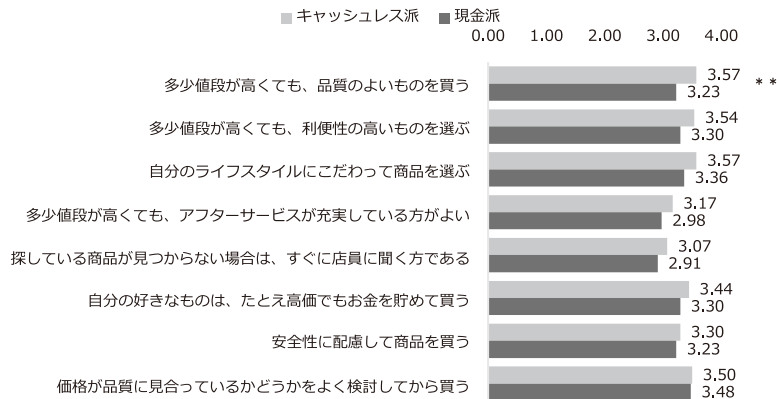 キャッシュレス派 現金派
0.00 1.00 2.00 3.00 4.00
多少値段が高くても、品質のよいものを買う 3.57 **
3.23
多少値段が高くても、利便性の高いものを選ぶ 3.54
3.30
自分のライフスタイルにこだわって商品を選ぶ 3.57
3.36
多少値段が高くても、アフターサービスが充実している方がよい 3.17
2.98
探している商品が見つからない場合は、すぐに店員に聞く方である 3.07
2.91
自分の好きなものは、たとえ高価でもお金を貯めて買う 3.44
3.30
安全性に配慮して商品を買う 3.30
3.23
価格が品質に見合っているかどうかをよく検討してから買う 3.50
3.48